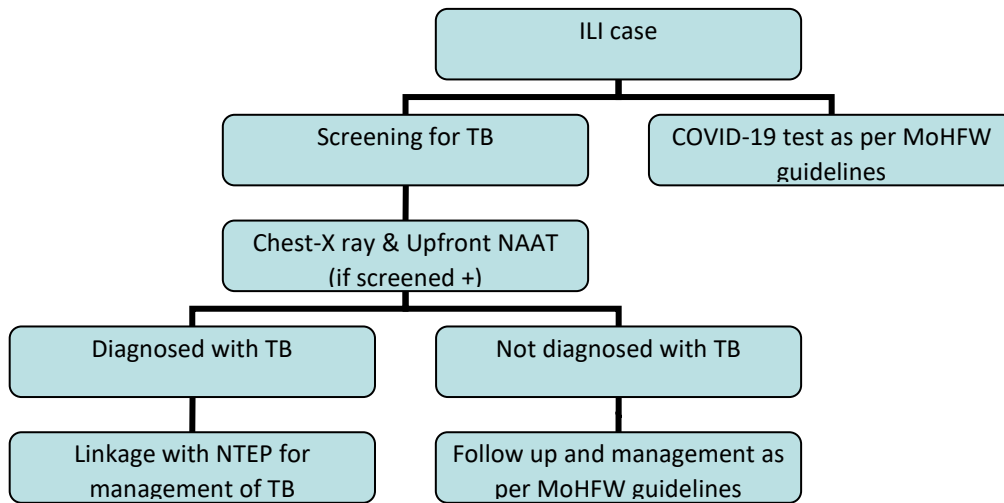 ILI case
Screening for TB
COVID-19 test as per MoHFW
guidelines
Chest-X ray & Upfront NAAT
(if screened +)
Diagnosed with TB
Not diagnosed with TB
Linkage with NTEP for
management of TB
Follow up and management as
per MoHFW guidelines